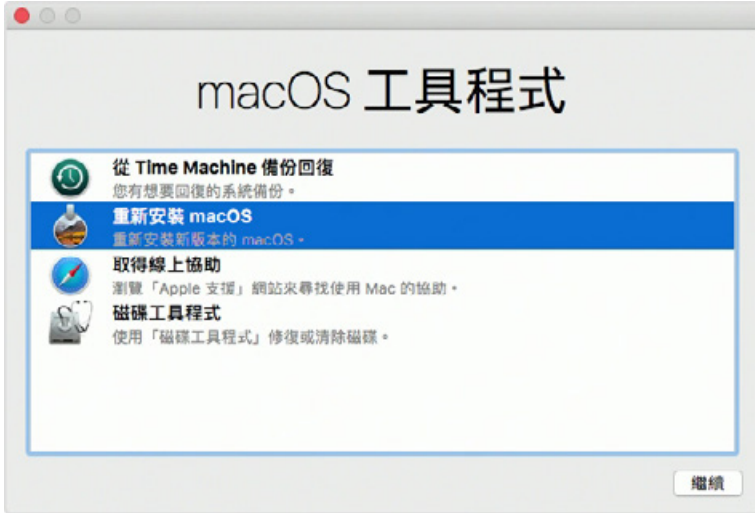 macOS 工具程式
從 Time Machine 備份回復
您有想要回復的系統備份。
重新安裝 macOS
重新安裝新版本的 macOS。
取得線上協助
瀏覽「Apple 支援」網站來尋找使用 Mac 的協助。
磁碟工具程式
使用「磁碟工具程式」修復或清除磁碟。
繼續